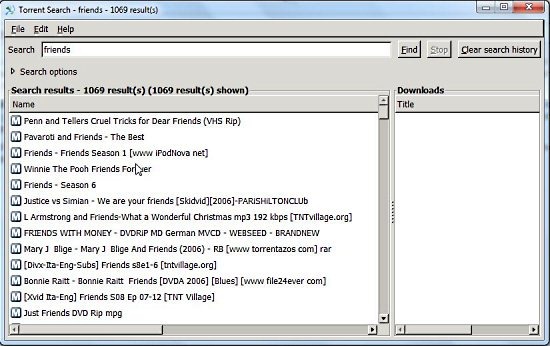 Torrent Search - friends - 1069 result(s)
File Edit Help
Search friends Find Stop Clear search history
Search options
Search results - 1069 result(s) (1069 result(s) shown) Downloads
Name Title
Penn and Tellers Cruel Tricks for Dear Friends (VHS Rip)
Pavaroti and Friends - The Best
Friends - Friends Season 1 [www iPodNova net]
Winnie The Pooh Friends Forever
Friends - Season 6
Justice vs Simian - We are your friends [Skidvid][2006]-PARiSHiLTONCLUb
L Armstrong and Friends-What a Wonderful Christmas mp3 192 kbps [TNTvillage.org]
FRIENDS WITH MONEY - DVDRiP MD German MVCD - WEBSEED - BRANDNEW
Mary J Blige - Mary J Blige And Friends (2006) - RB [www torrentazos com] rar
[Divx-Ita-Eng-Subs] Friends s8e1-6 [tntvillage.org]
Bonnie Raitt - Bonnie Ratt Friends [DVDA 2006] [Blues] [www file24ever com]
[Xvid Ita-Eng] Friends S08 Ep 07-12 [TNT Village]
Just Friends DVD Rip mpg